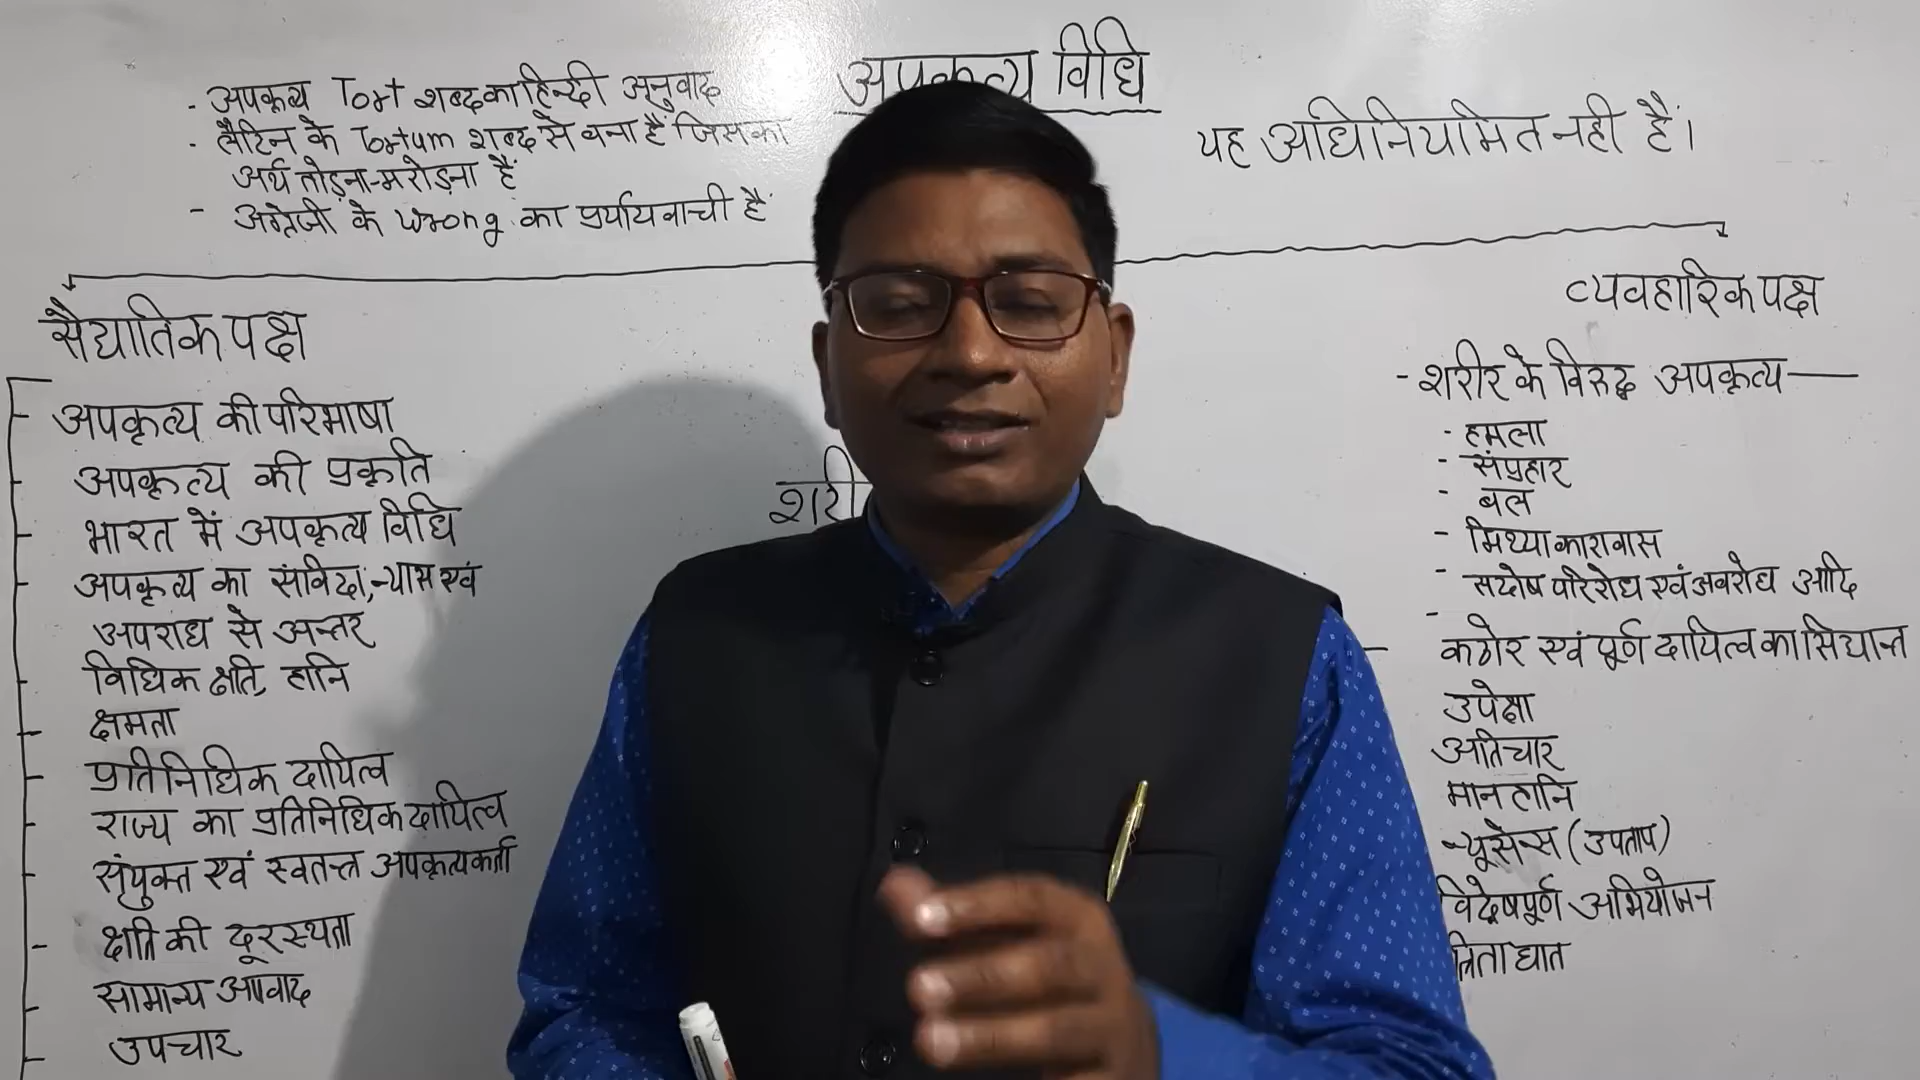 अपकृत्य विधि
- अपकृत्य Tort शब्द का हिन्दी अनुवाद
- लैटिन के Tortum शब्द से बना है जिसका
अर्थ तोड़ना-मरोड़ना है
- अंग्रेजी के wrong का पर्यायवाची है
यह अधिनियमित नही है।
सैद्यातिक पक्ष
अपकृत्य की परिभाषा
अपकृत्य की प्रकृति
भारत में अपकृत्य विधि
अपकृत्य का संविदा, न्यास एवं
अपराध से अन्तर
विधिक क्षति, हानि
क्षमता
प्रतिनिधिक दायित्व
राज्य का प्रतिनिधिक दायित्व
संयुक्त एवं स्वतन्त्र अपकृत्यकर्ता
क्षति की दूरस्थता
सामान्य अपवाद
उपचार
शरी
व्यवहारिक पक्ष
- शरीर के विरुद्ध अपकृत्य —
- हमला
- संप्रहार
- बल
- मिथ्या कारावास
- सदोष परिरोध एवं अवरोध आदि
- कठोर एवं पूर्ण दायित्व का सिद्यान्त
उपेक्षा
अतिचार
मानहानि
न्यूसेन्स (उपताप)
विद्वेषपूर्ण अभियोजन
घात